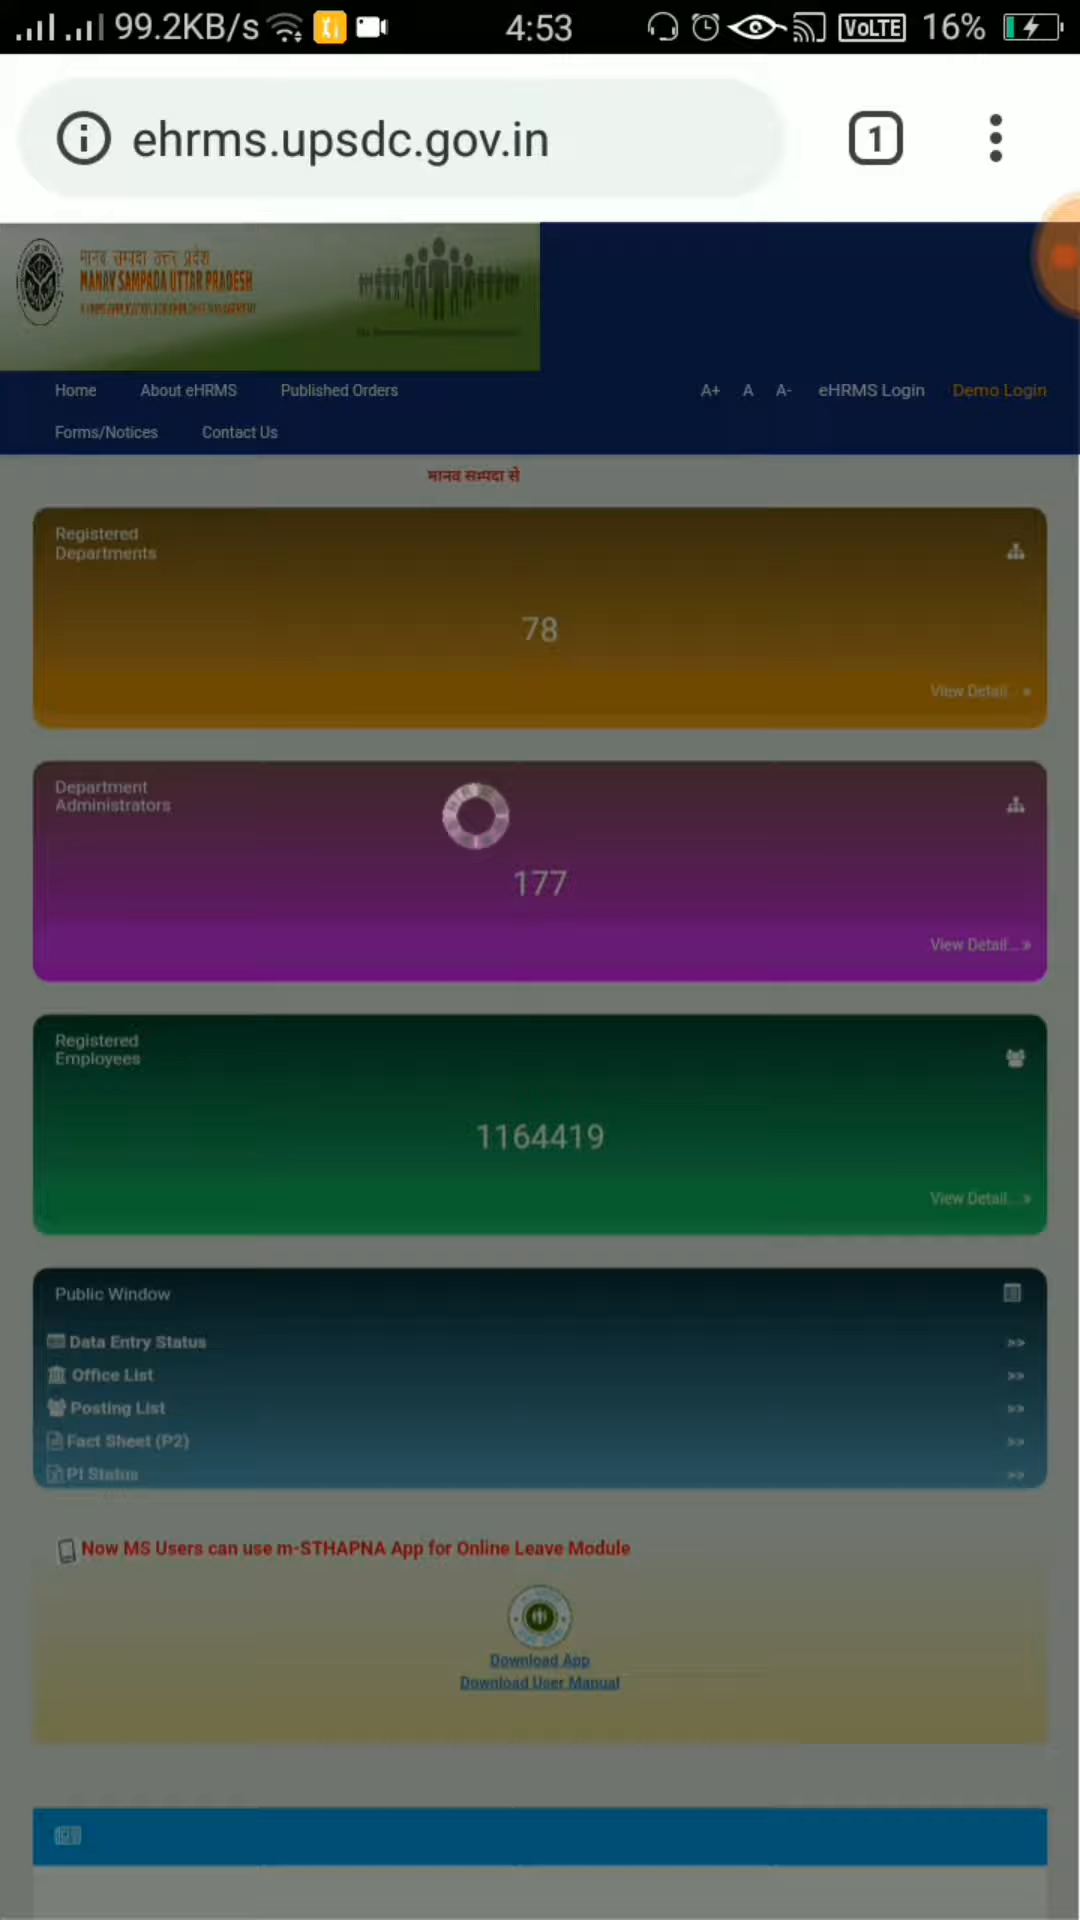 99.2KB/s 4:53 VoLTE 16%
ehrms.upsdc.gov.in 1
मानव सम्पदा उत्तर प्रदेश
MANAV SAMPADA UTTAR PRADESH
Home About eHRMS Published Orders A+ A A- eHRMS Login Demo Login
Forms/Notices Contact Us
मानव सम्पदा से
Registered
Departments
78
View Detail...»
Department
Administrators
177
View Detail...»
Registered
Employees
1164419
View Detail...»
Public Window
Data Entry Status >>
Office List >>
Posting List >>
Fact Sheet (P2) >>
PI Status >>
Now MS Users can use m-STHAPNA App for Online Leave Module
Download App
Download User Manual